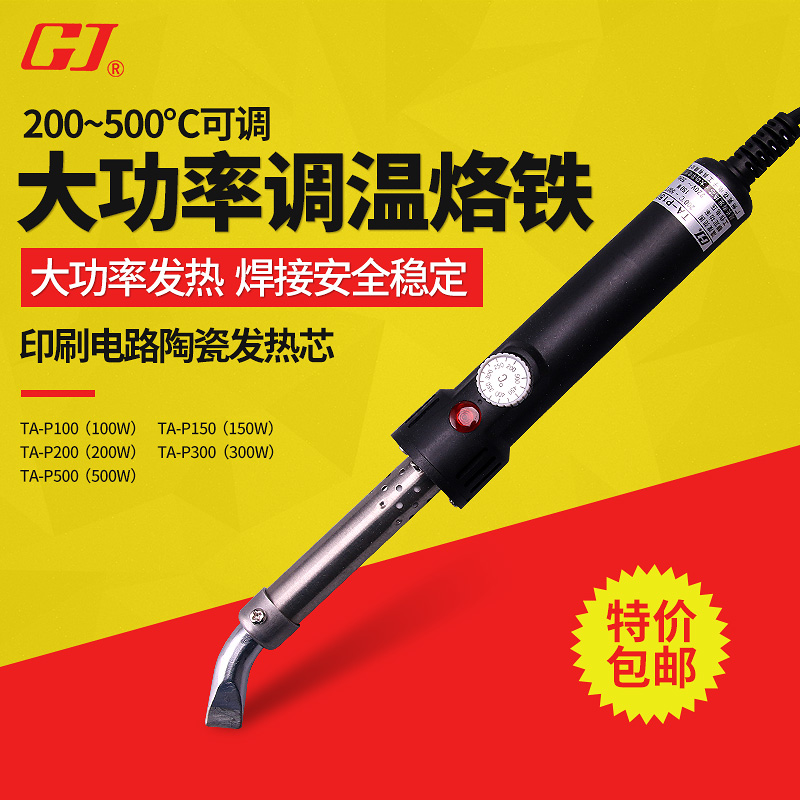 GJ®
200~500°C可调
大功率调温烙铁
大功率发热 焊接安全稳定
印刷电路陶瓷发热芯
TA-P100（100W） TA-P150（150W）
TA-P200（200W） TA-P300（300W）
TA-P500（500W）
特价
包邮